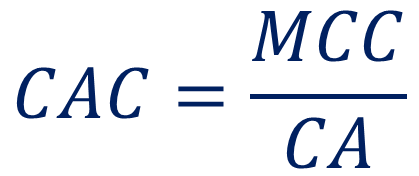 CAC = MCC / CA